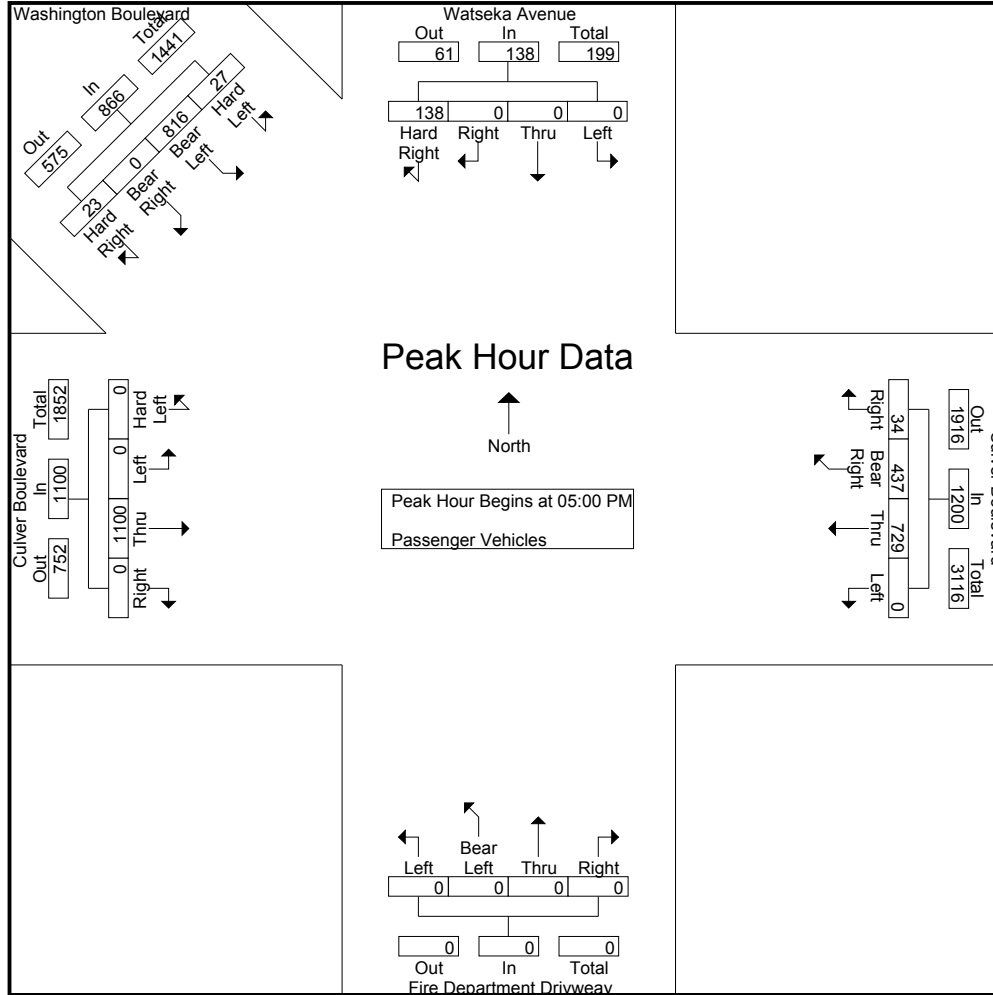 Washington Boulevard
Total
1441
In
866
Out
575
27
816
0
23
Hard
Left
Bear
Left
Bear
Right
Hard
Right
Watseka Avenue
Out In Total
61 138 199
138 0 0 0
Hard
Right Right Thru Left
Peak Hour Data
North
Peak Hour Begins at 05:00 PM
Passenger Vehicles
Culver Boulevard
Total In Out
1852 1100 752
0 0 1100 0
Hard
Left Left Thru Right
Out In Total
1916 1200 3116
34 437 729 0
Right Bear
Right Thru Left
Bear
Left Left Thru Right
0 0 0 0
0 0 0
Out In Total
Fire Department Driveway